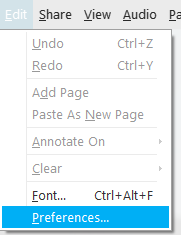 Edit Share View Audio Pa
Undo Ctrl+Z
Redo Ctrl+Y
Add Page
Paste As New Page
Annotate On
Clear
Font... Ctrl+Alt+F
Preferences...